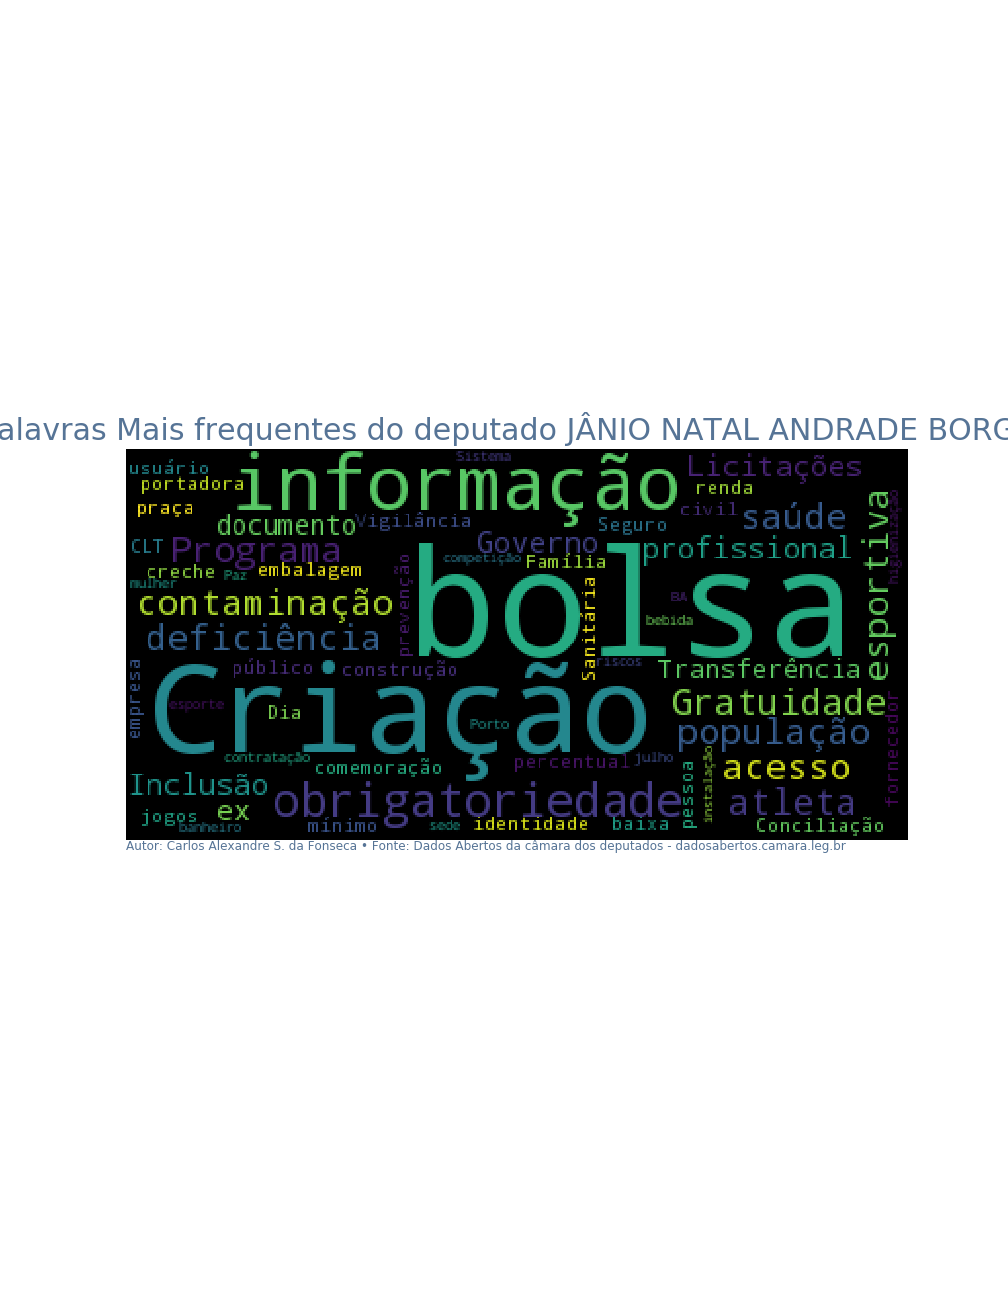 alavras Mais frequentes do deputado JÂNIO NATAL ANDRADE BORG
Sistema
usuário
informação
Licitações
portadora
renda
praça
civil
saúde
documento
Vigilância
Seguro
esportiva
higienização
CLT
Programa
Governo
profissional
competição
Família
creche
Paz
embalagem
mulher
prevenção
bolsa
Sanitária
BA
bebida
contaminação
deficiência
riscos
empresa
público
construção
Transferência
Criação
esporte
Dia
Porto
Gratuidade
população
fornecedor
contratação
comemoração
percentual
julho
pessoa
instalação
acesso
Inclusão
obrigatoriedade
atleta
ex
jogos
banheiro
mínimo
sede
identidade
baixa
Conciliação
Autor: Carlos Alexandre S. da Fonseca • Fonte: Dados Abertos da câmara dos deputados - dadosabertos.camara.leg.br